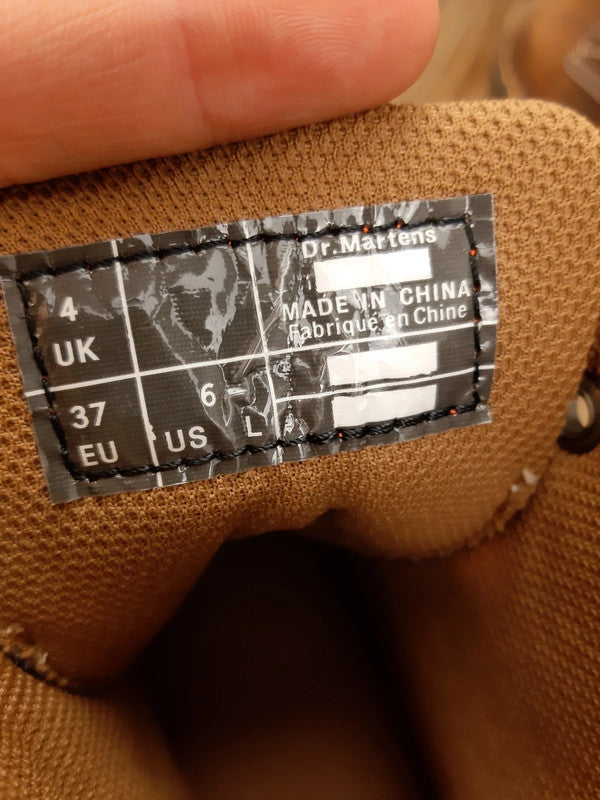 4
UK
37
EU
6
US L
Dr.Martens
MADE IN CHINA
Fabriqué en Chine